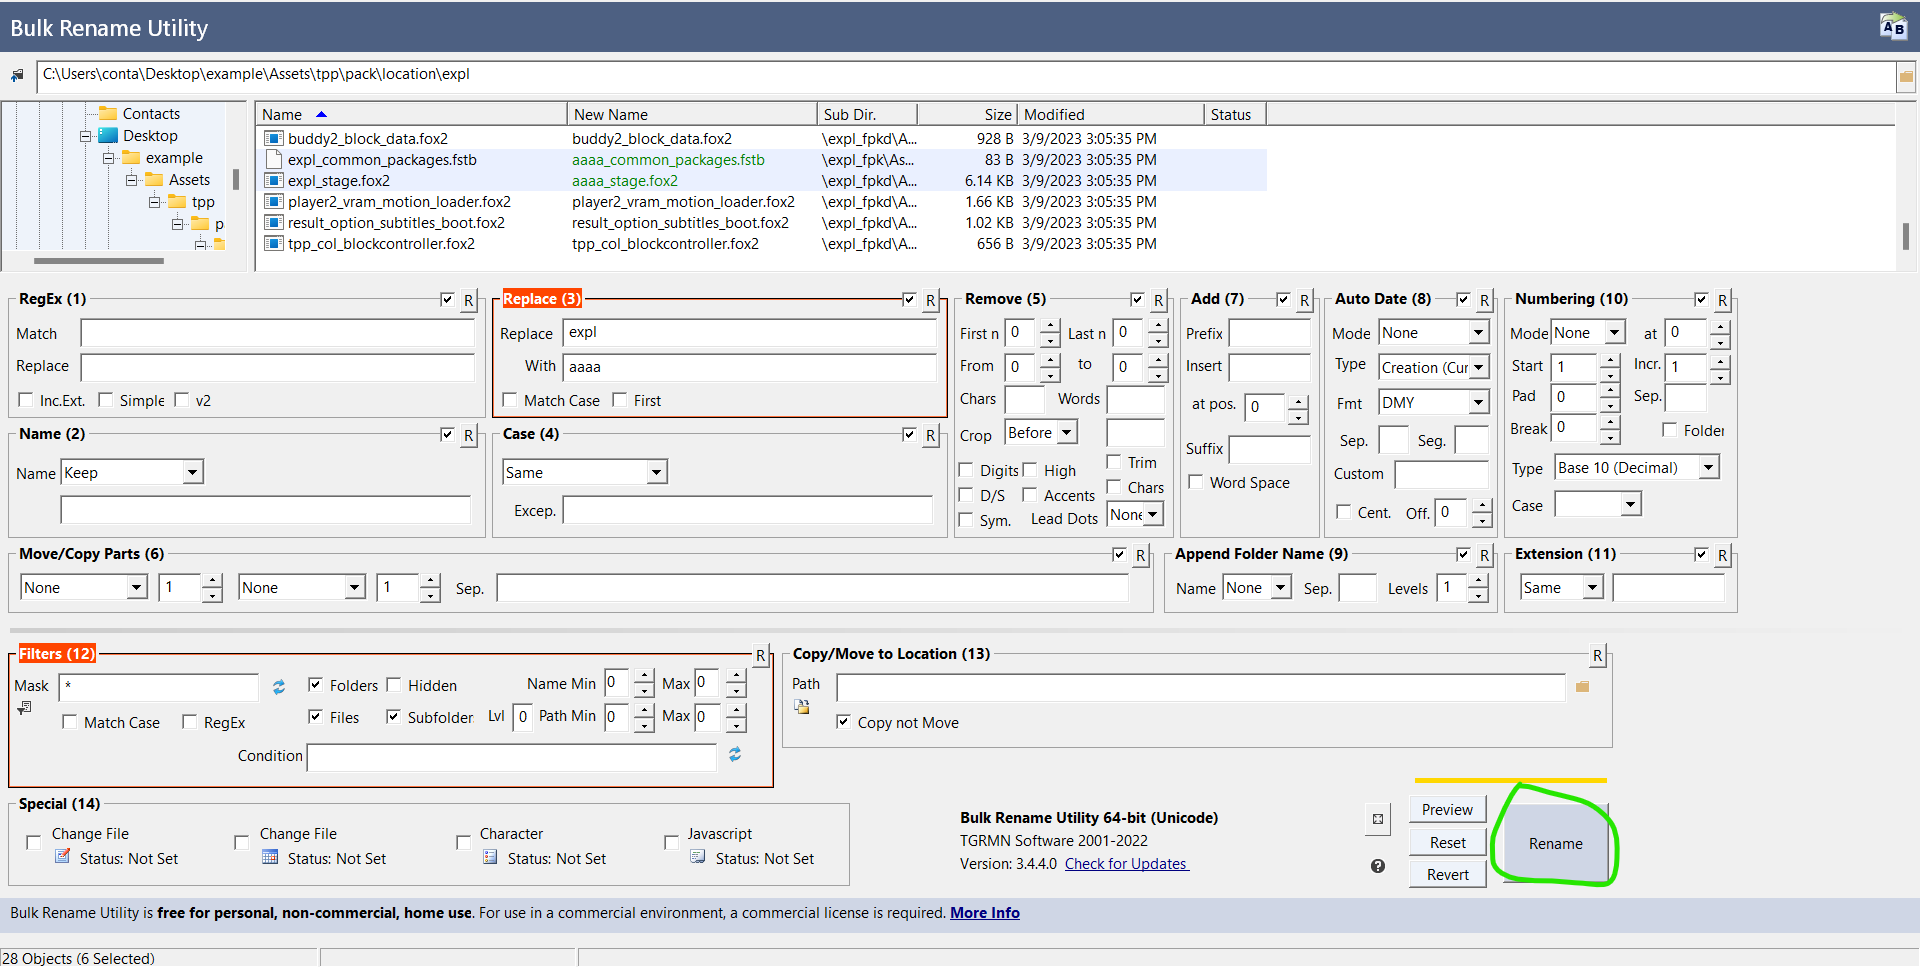 Bulk Rename Utility
C:\Users\conta\Desktop\example\Assets\tpp\pack\location\expl
Contacts
Desktop
example
Assets
tpp
p
Name New Name Sub Dir. Size Modified Status
buddy2_block_data.fox2 buddy2_block_data.fox2 \expl_fpkd\A... 928 B 3/9/2023 3:05:35 PM
expl_common_packages.fstb aaaa_common_packages.fstb \expl_fpk\As... 83 B 3/9/2023 3:05:35 PM
expl_stage.fox2 aaaa_stage.fox2 \expl_fpkd\A... 6.14 KB 3/9/2023 3:05:35 PM
player2_vram_motion_loader.fox2 player2_vram_motion_loader.fox2 \expl_fpkd\A... 1.66 KB 3/9/2023 3:05:35 PM
result_option_subtitles_boot.fox2 result_option_subtitles_boot.fox2 \expl_fpkd\A... 1.02 KB 3/9/2023 3:05:35 PM
tpp_col_blockcontroller.fox2 tpp_col_blockcontroller.fox2 \expl_fpkd\A... 656 B 3/9/2023 3:05:35 PM
RegEx (1) R
Match
Replace
Inc.Ext. Simple v2
Replace (3) R
Replace expl
With aaaa
Match Case First
Remove (5) R
First n 0 Last n 0
From 0 to 0
Chars Words
Crop Before
Digits High Trim
D/S Accents Chars
Sym. Lead Dots None
Add (7) R
Prefix
Insert
at pos. 0
Suffix
Word Space
Auto Date (8) R
Mode None
Type Creation (Cur
Fmt DMY
Sep. Seg.
Custom
Cent. Off. 0
Numbering (10) R
Mode None at 0
Start 1 Incr. 1
Pad 0 Sep.
Break 0 Folder
Type Base 10 (Decimal)
Case
Name (2) R
Name Keep
Case (4) R
Same
Excep.
Move/Copy Parts (6) R
None 1 None 1 Sep.
Append Folder Name (9) R
Name None Sep. Levels 1
Extension (11) R
Same
Filters (12) R
Mask * Folders Hidden Name Min 0 Max 0
Match Case RegEx Files Subfolder Lvl 0 Path Min 0 Max 0
Condition
Copy/Move to Location (13) R
Path
Copy not Move
Special (14)
Change File Change File Character Javascript
Status: Not Set Status: Not Set Status: Not Set Status: Not Set
Bulk Rename Utility 64-bit (Unicode)
TGRMN Software 2001-2022
Version: 3.4.4.0 Check for Updates
Preview
Reset
Revert
Rename
Bulk Rename Utility is free for personal, non-commercial, home use. For use in a commercial environment, a commercial license is required. More Info
28 Objects (6 Selected)